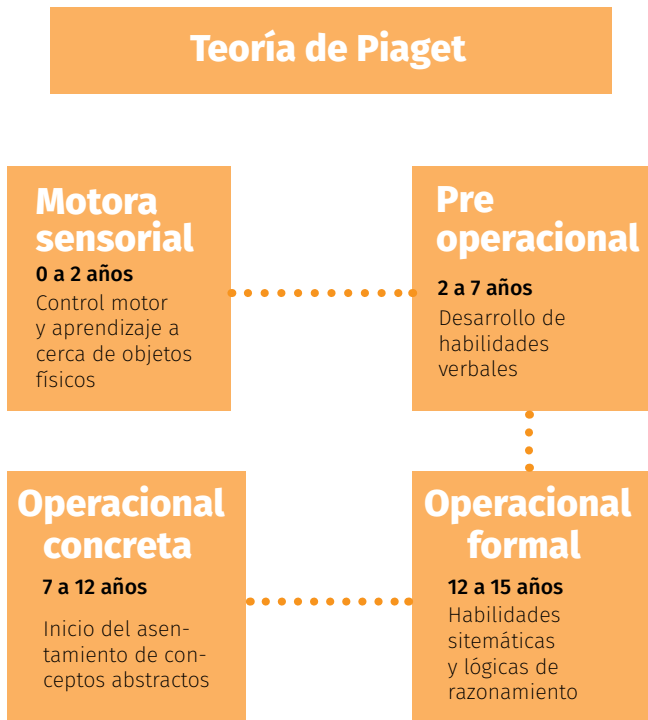 Teoría de Piaget
Motora
sensorial
0 a 2 años
Control motor
y aprendizaje a
cerca de objetos
físicos
Pre
operacional
2 a 7 años
Desarrollo de
habilidades
verbales
Operacional
concreta
7 a 12 años
Inicio del asen-
tamiento de con-
ceptos abstractos
Operacional
formal
12 a 15 años
Habilidades
sitemáticas
y lógicas de
razonamiento